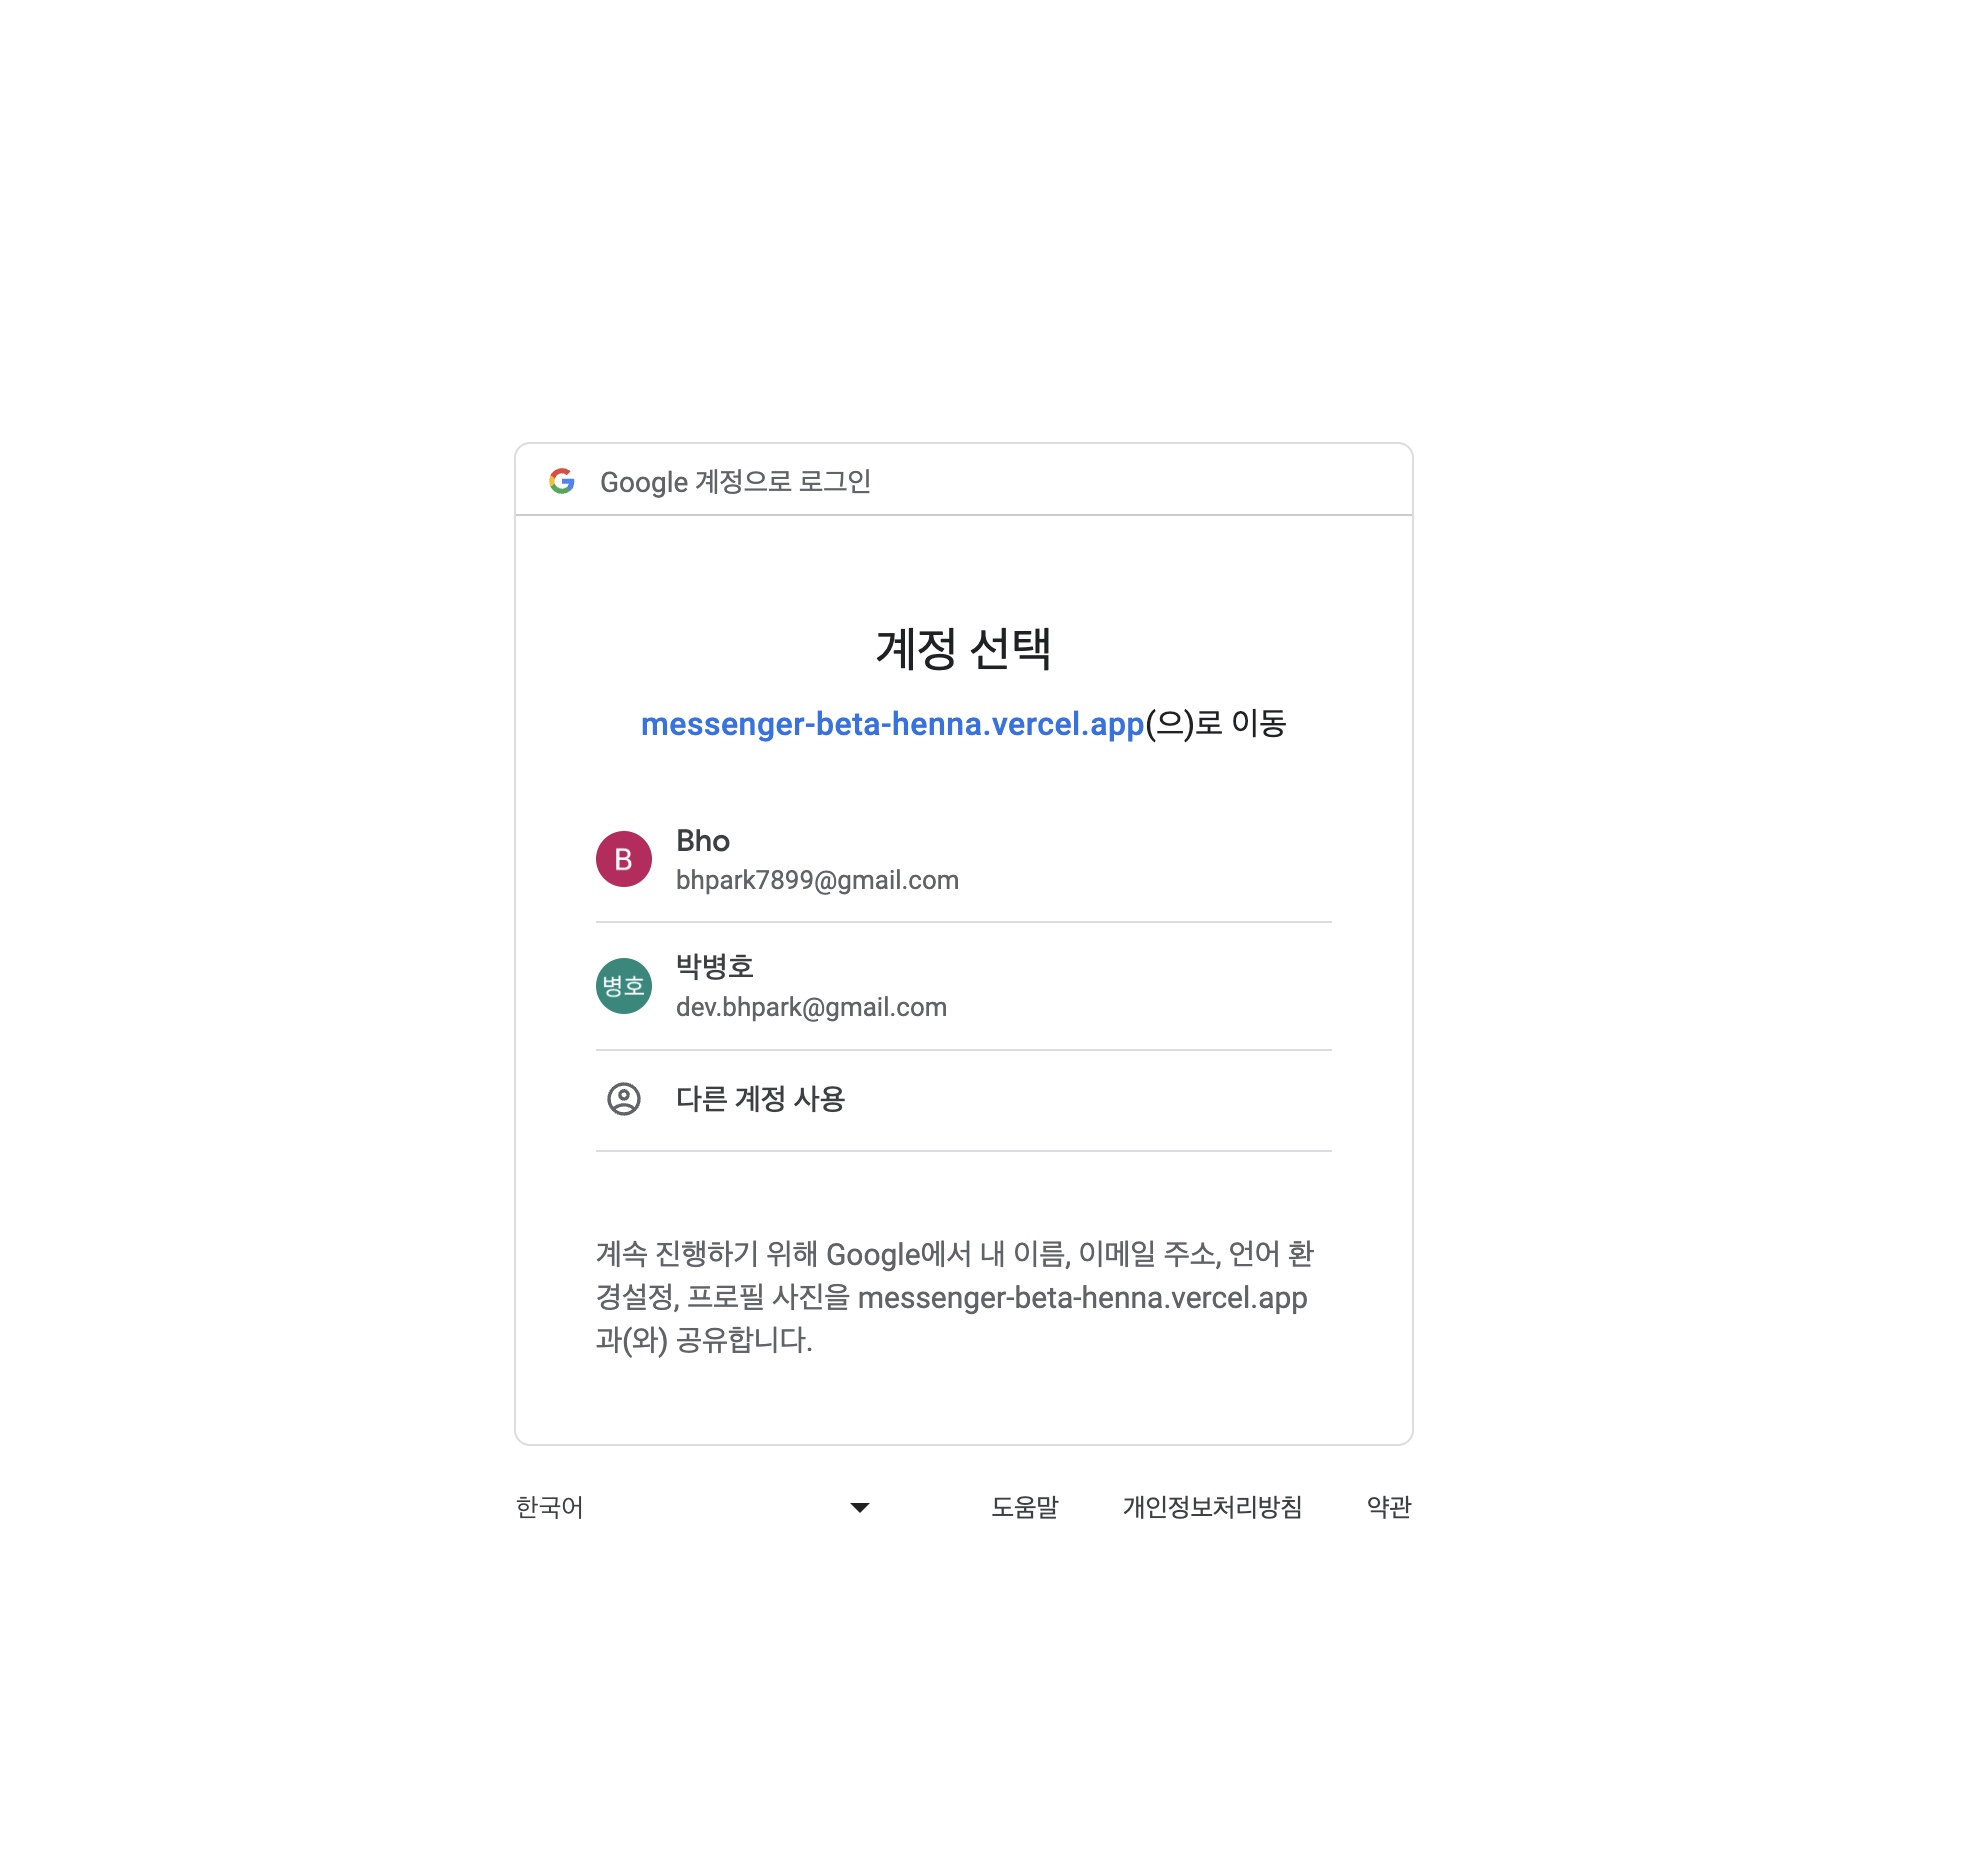 Google 계정으로 로그인
계정 선택
messenger-beta-henna.vercel.app(으)로 이동
B
Bho
bhpark7899@gmail.com
병호
박병호
dev.bhpark@gmail.com
다른 계정 사용
계속 진행하기 위해 Google에서 내 이름, 이메일 주소, 언어 환
경설정, 프로필 사진을 messenger-beta-henna.vercel.app
과(와) 공유합니다.
한국어 도움말 개인정보처리방침 약관